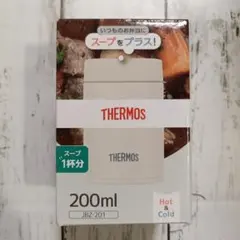 いつものお弁当に
スープをプラス!
THERMOS
THERMOS
スープ
1杯分
200ml
JBZ-201
Hot
&
Cold